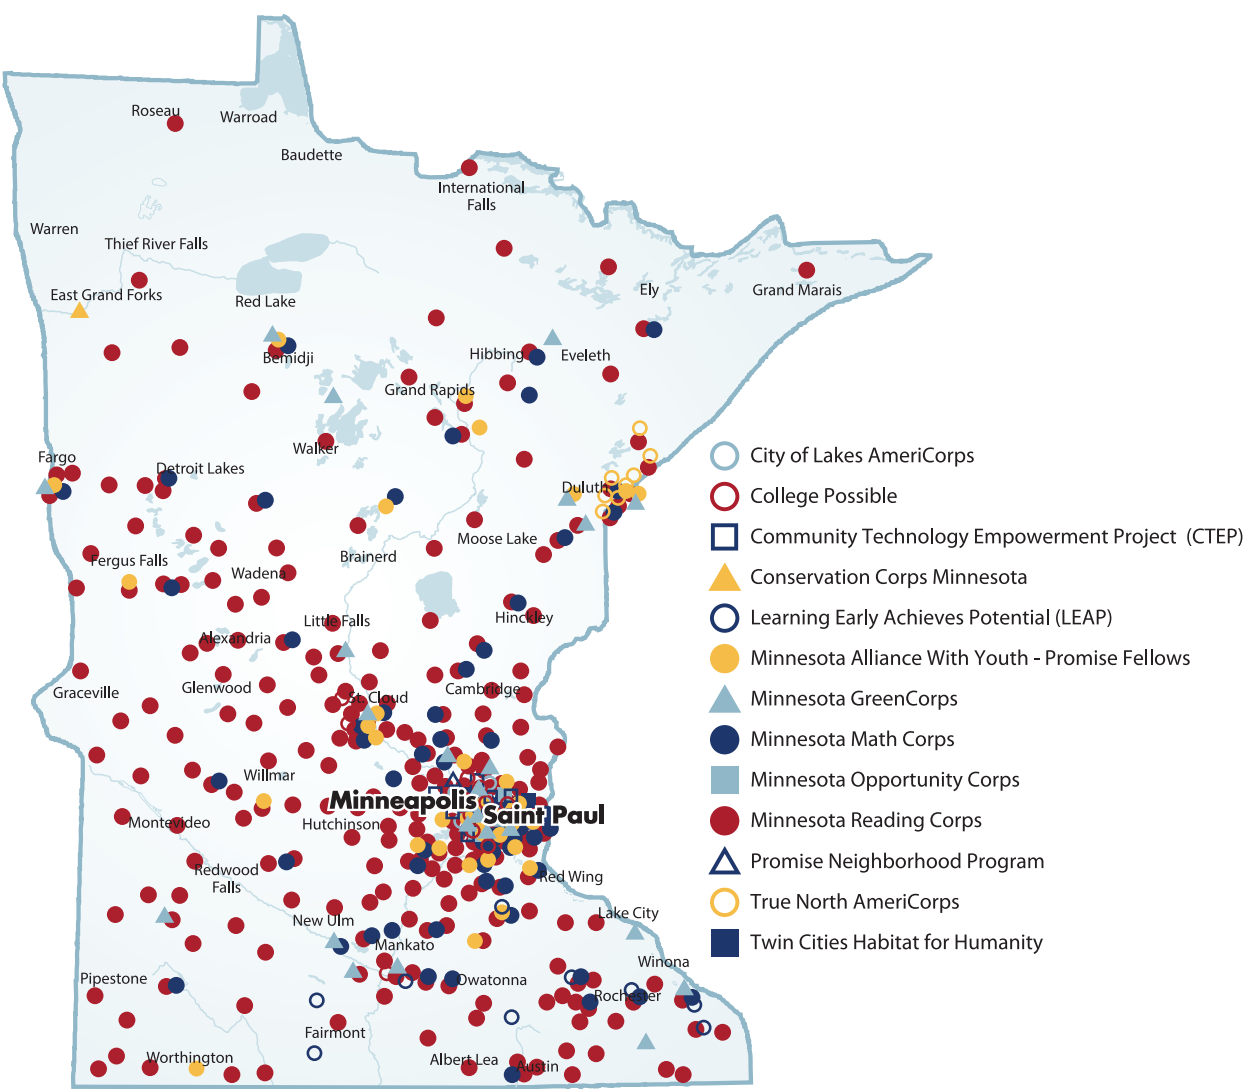 Roseau
Warroad
Baudette
International
Falls
Warren
Thief River Falls
East Grand Forks
Red Lake
Ely
Grand Marais
Bemidji
Hibbing
Eveleth
Grand Rapids
Walker
Fargo
Detroit Lakes
Duluth
Moose Lake
Brainerd
Fergus Falls
Wadena
Hinckley
Little Falls
Alexandria
Glenwood
Graceville
St. Cloud
Cambridge
Willmar
Minneapolis
Saint Paul
Montevideo
Hutchinson
Redwood
Falls
Red Wing
New Ulm
Lake City
Mankato
Winona
Pipestone
Owatonna
Rochester
Fairmont
Worthington
Albert Lea
Austin
City of Lakes AmeriCorps
College Possible
Community Technology Empowerment Project (CTEP)
Conservation Corps Minnesota
Learning Early Achieves Potential (LEAP)
Minnesota Alliance With Youth - Promise Fellows
Minnesota GreenCorps
Minnesota Math Corps
Minnesota Opportunity Corps
Minnesota Reading Corps
Promise Neighborhood Program
True North AmeriCorps
Twin Cities Habitat for Humanity